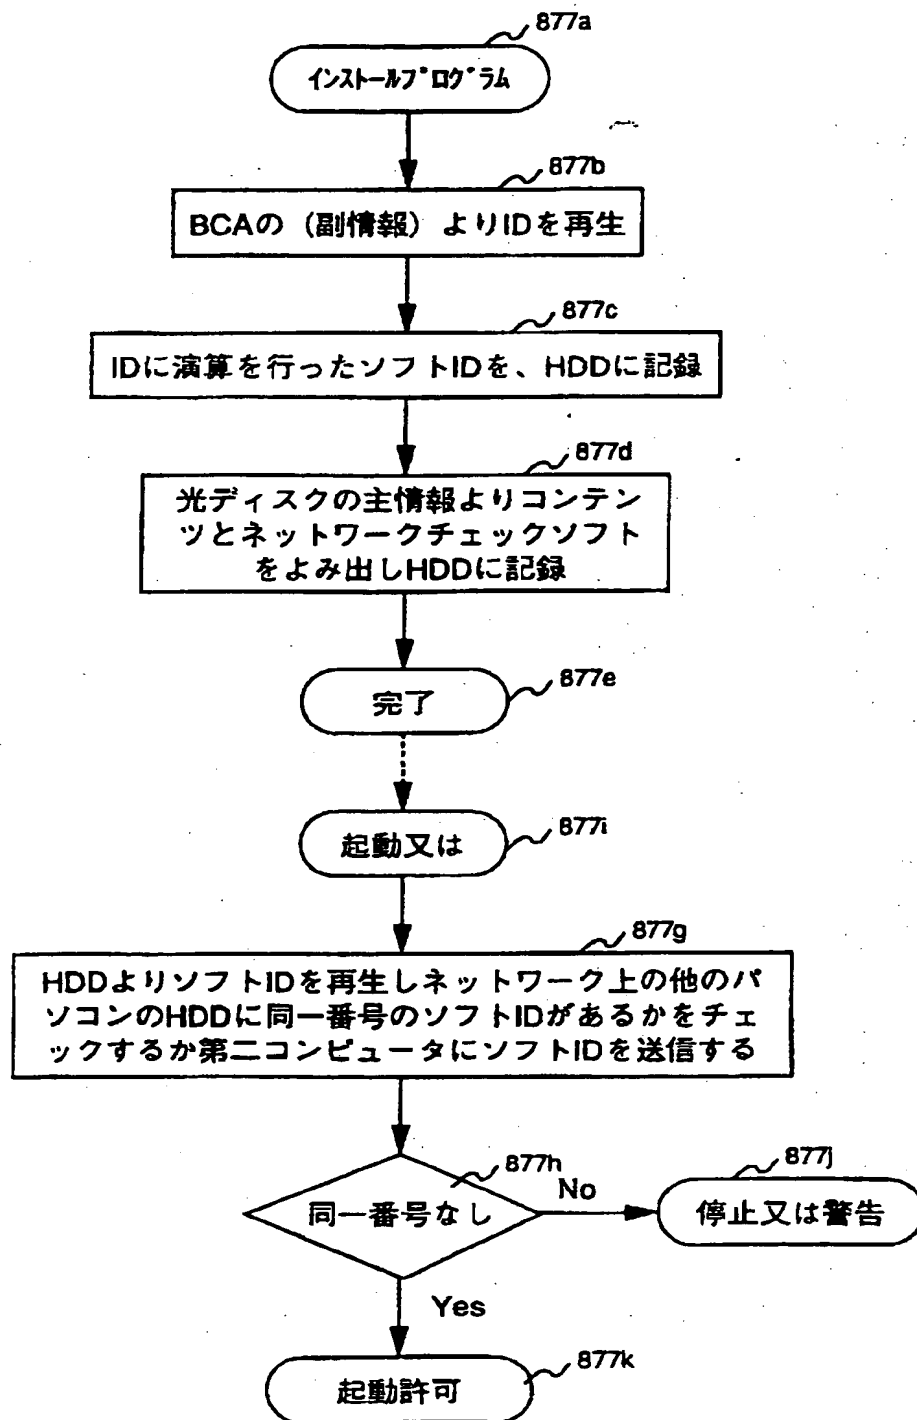 877a
インストールプログラム
877b
BCAの（副情報）よりIDを再生
877c
IDに演算を行ったソフトIDを、HDDに記録
877d
光ディスクの主情報よりコンテン
ツとネットワークチェックソフト
をよみ出しHDDに記録
877e
完了
877i
起動又は
877g
HDDよりソフトIDを再生しネットワーク上の他のパ
ソコンのHDDに同一番号のソフトIDがあるかをチェ
ックするか第二コンピュータにソフトIDを送信する
877h
同一番号なし
No
877j
停止又は警告
Yes
877k
起動許可